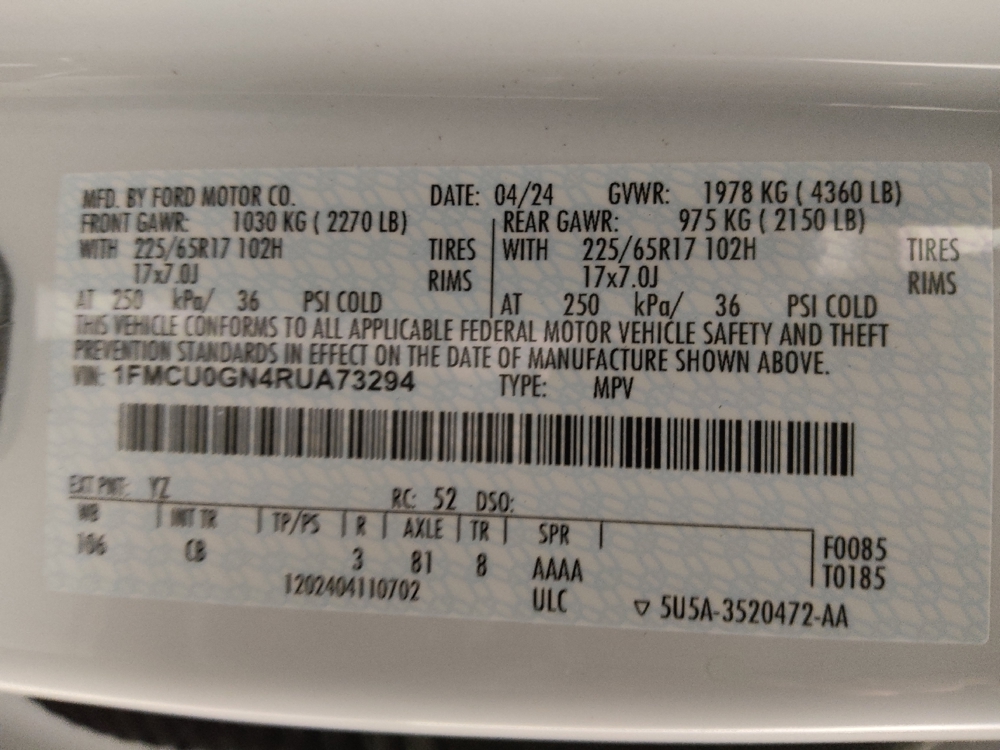 MFD. BY FORD MOTOR CO. DATE: 04/24 GVWR: 1978 KG ( 4360 LB)
FRONT GAWR: 1030 KG ( 2270 LB) REAR GAWR: 975 KG ( 2150 LB)
WITH 225/65R17 102H TIRES WITH 225/65R17 102H TIRES
17x7.0J RIMS 17x7.0J RIMS
AT 250 kPa/ 36 PSI COLD AT 250 kPa/ 36 PSI COLD
THIS VEHICLE CONFORMS TO ALL APPLICABLE FEDERAL MOTOR VEHICLE SAFETY AND THEFT
PREVENTION STANDARDS IN EFFECT ON THE DATE OF MANUFACTURE SHOWN ABOVE.
VIN: 1FMCU0GN4RUA73294 TYPE: MPV
EXT PNT: YZ RC: 52 DSO:
WB INT TR TP/PS R AXLE TR SPR
106 CB 3 81 8 AAAA
F0085
T0185
1202404110702 ULC ▽ 5U5A-3520472-AA